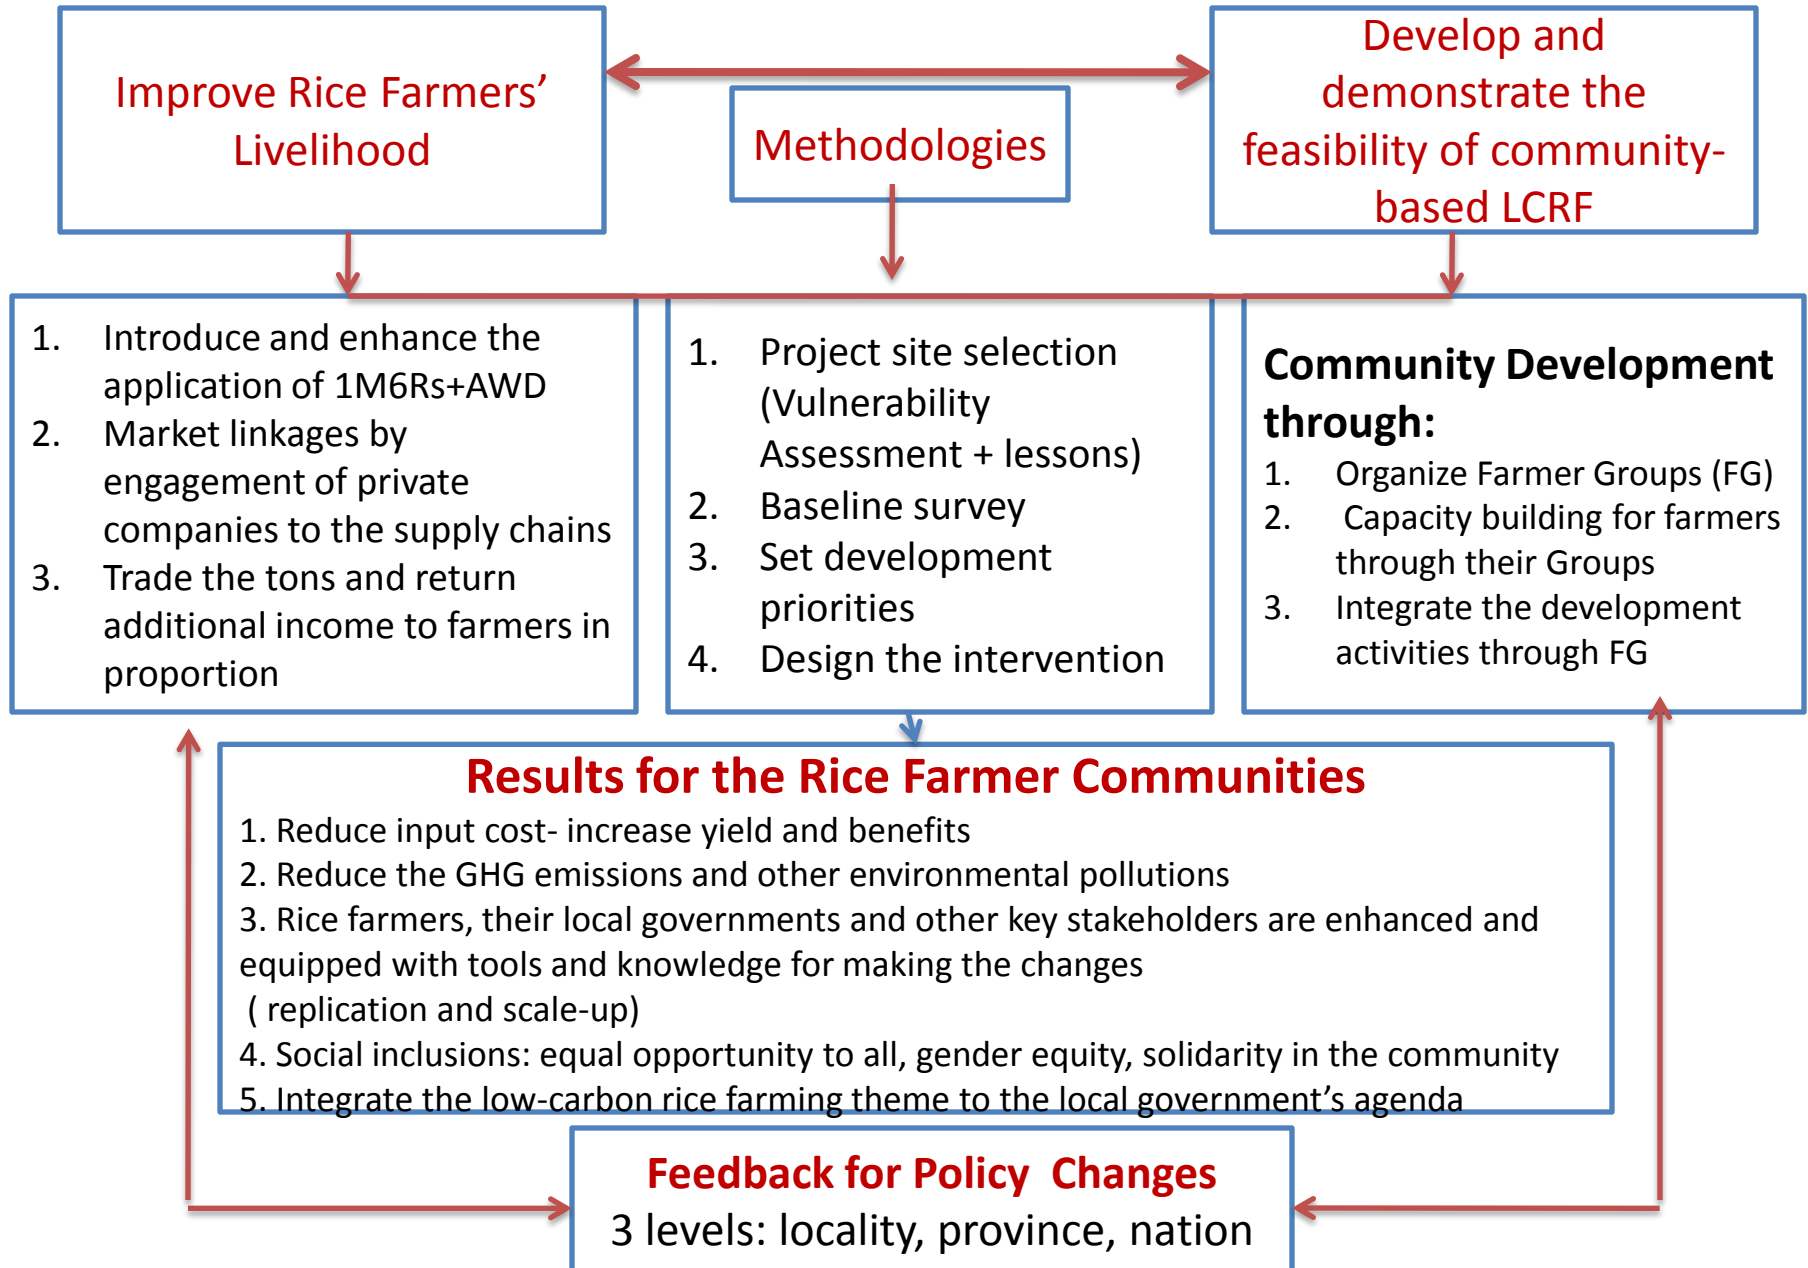 Improve Rice Farmers’
Livelihood
Methodologies
Develop and
demonstrate the
feasibility of community-
based LCRF
1. Introduce and enhance the
application of 1M6Rs+AWD
2. Market linkages by
engagement of private
companies to the supply chains
3. Trade the tons and return
additional income to farmers in
proportion
1. Project site selection
(Vulnerability
Assessment + lessons)
2. Baseline survey
3. Set development
priorities
4. Design the intervention
Community Development
through:
1. Organize Farmer Groups (FG)
2. Capacity building for farmers
through their Groups
3. Integrate the development
activities through FG
Results for the Rice Farmer Communities
1. Reduce input cost- increase yield and benefits
2. Reduce the GHG emissions and other environmental pollutions
3. Rice farmers, their local governments and other key stakeholders are enhanced and
equipped with tools and knowledge for making the changes
( replication and scale-up)
4. Social inclusions: equal opportunity to all, gender equity, solidarity in the community
5. Integrate the low-carbon rice farming theme to the local government’s agenda
Feedback for Policy Changes
3 levels: locality, province, nation